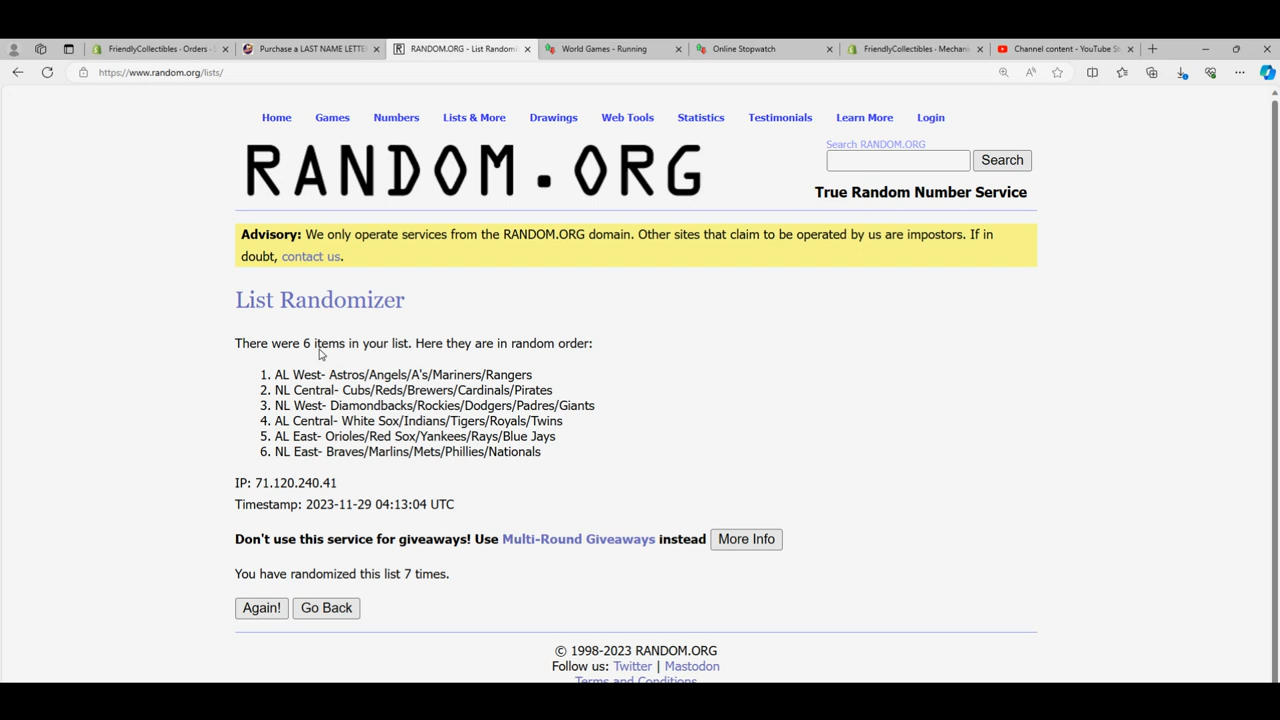 FriendlyCollectibles - Orders - S
Purchase a LAST NAME LETTE
RANDOM.ORG - List Randomi
World Games - Running
Online Stopwatch
FriendlyCollectibles - Mechani
Channel content - YouTube St
https://www.random.org/lists/
Home Games Numbers Lists & More Drawings Web Tools Statistics Testimonials Learn More Login
RANDOM.ORG
Search RANDOM.ORG
Search
True Random Number Service
Advisory: We only operate services from the RANDOM.ORG domain. Other sites that claim to be operated by us are impostors. If in
doubt, contact us.
List Randomizer
There were 6 items in your list. Here they are in random order:
1. AL West- Astros/Angels/A's/Mariners/Rangers
2. NL Central- Cubs/Reds/Brewers/Cardinals/Pirates
3. NL West- Diamondbacks/Rockies/Dodgers/Padres/Giants
4. AL Central- White Sox/Indians/Tigers/Royals/Twins
5. AL East- Orioles/Red Sox/Yankees/Rays/Blue Jays
6. NL East- Braves/Marlins/Mets/Phillies/Nationals
IP: 71.120.240.41
Timestamp: 2023-11-29 04:13:04 UTC
Don't use this service for giveaways! Use Multi-Round Giveaways instead More Info
You have randomized this list 7 times.
Again! Go Back
© 1998-2023 RANDOM.ORG
Follow us: Twitter | Mastodon
Terms and Conditions